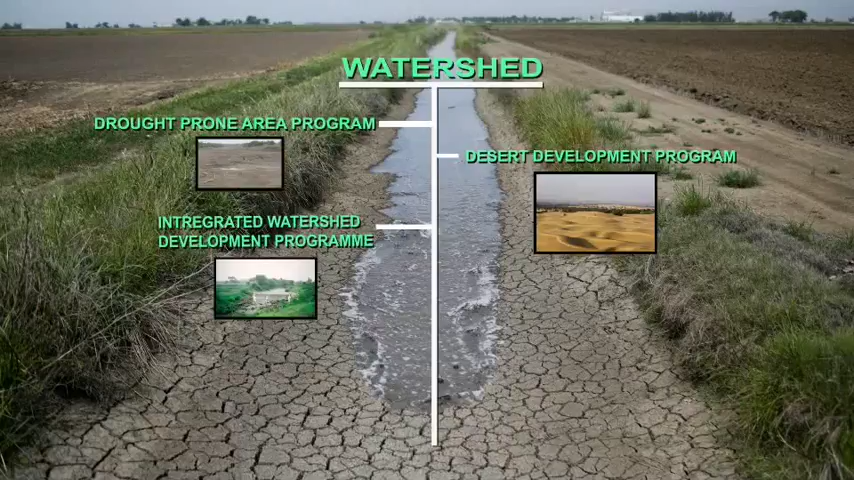 WATERSHED
DROUGHT PRONE AREA PROGRAM
DESERT DEVELOPMENT PROGRAM
INTREGRATED WATERSHED
DEVELOPMENT PROGRAMME